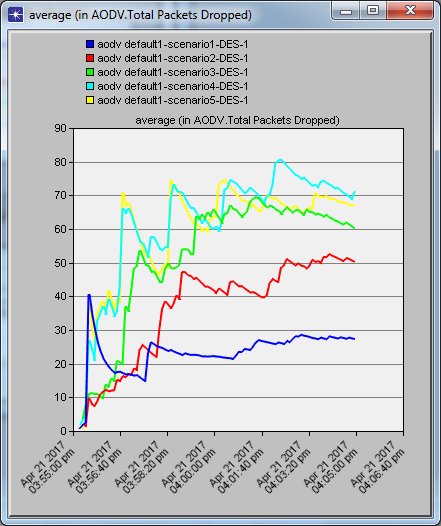 average (in AODV.Total Packets Dropped)
aodv default1-scenario1-DES-1
aodv default1-scenario2-DES-1
aodv default1-scenario3-DES-1
aodv default1-scenario4-DES-1
aodv default1-scenario5-DES-1
average (in AODV.Total Packets Dropped)
90
80
70
60
50
40
30
20
10
0
Apr 21 2017
03:55:00 pm
Apr 21 2017
03:56:40 pm
Apr 21 2017
03:58:20 pm
Apr 21 2017
04:00:00 pm
Apr 21 2017
04:01:40 pm
Apr 21 2017
04:03:20 pm
Apr 21 2017
04:05:00 pm
Apr 21 2017
04:06:40 pm